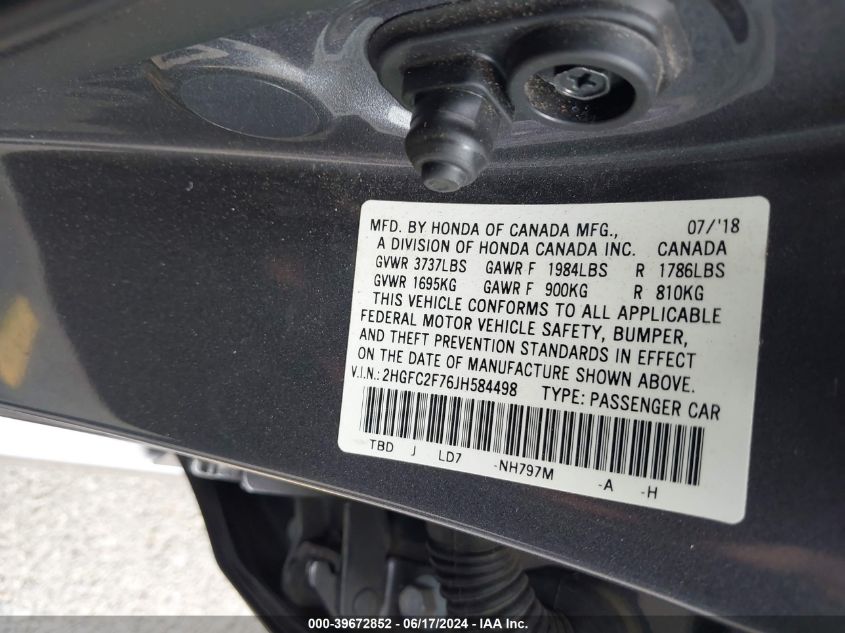 MFD. BY HONDA OF CANADA MFG., 07/'18
A DIVISION OF HONDA CANADA INC. CANADA
GVWR 3737LBS GAWR F 1984LBS R 1786LBS
GVWR 1695KG GAWR F 900KG R 810KG
THIS VEHICLE CONFORMS TO ALL APPLICABLE
FEDERAL MOTOR VEHICLE SAFETY, BUMPER,
AND THEFT PREVENTION STANDARDS IN EFFECT
ON THE DATE OF MANUFACTURE SHOWN ABOVE.
V.I.N.: 2HGFC2F76JH584498 TYPE: PASSENGER CAR
TBD J LD7 -NH797M -A -H
000-39672852 - 06/17/2024 - IAA Inc.